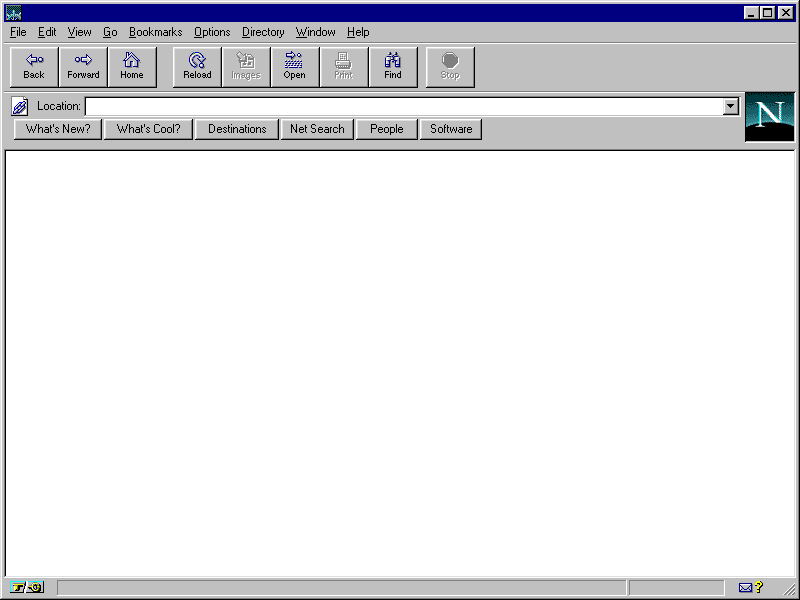 File Edit View Go Bookmarks Options Directory Window Help
Back Forward Home Reload Images Open Print Find Stop
Location:
N
What's New? What's Cool? Destinations Net Search People Software
?